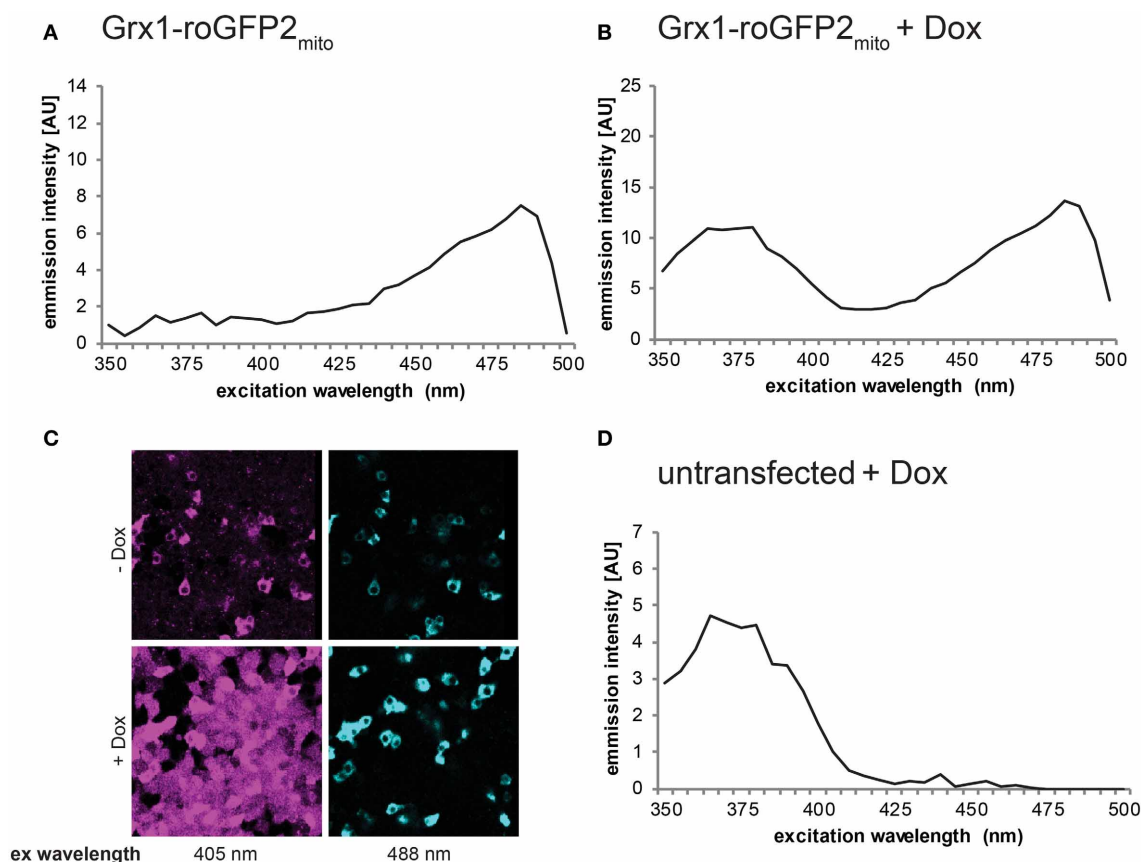 A
Grx1-roGFP2mito
emmission intensity [AU]
14
12
10
8
6
4
2
0
350 375 400 425 450 475 500
excitation wavelength (nm)
B
Grx1-roGFP2mito + Dox
emmission intensity [AU]
25
20
15
10
5
0
350 375 400 425 450 475 500
excitation wavelength (nm)
C
- Dox
+ Dox
ex wavelength 405 nm 488 nm
D
untransfected + Dox
emmission intensity [AU]
7
6
5
4
3
2
1
0
350 375 400 425 450 475 500
excitation wavelength (nm)